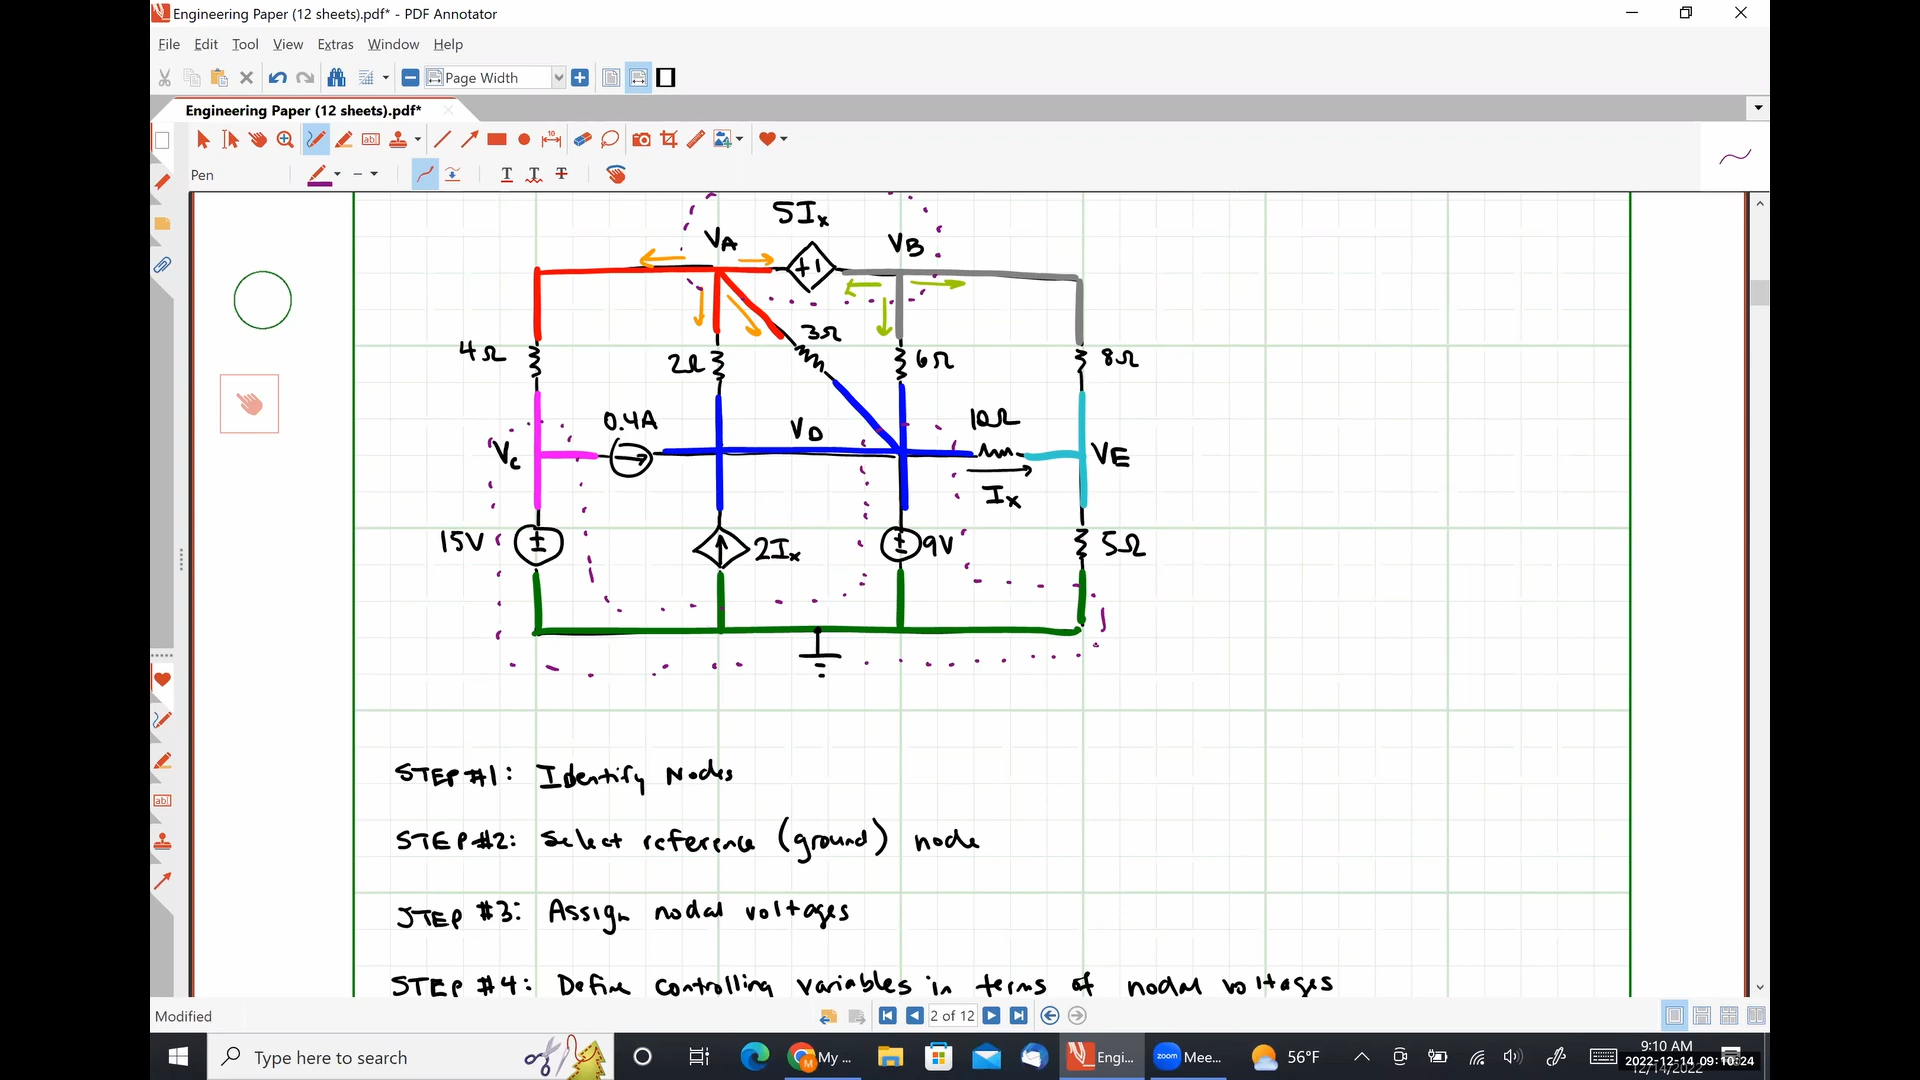 Engineering Paper (12 sheets).pdf* - PDF Annotator
File Edit Tool View Extras Window Help
Page Width
Engineering Paper (12 sheets).pdf*
Pen
5Ix
VA
VB
+
4Ω
2Ω
3Ω
6Ω
8Ω
0.4A
VD
10Ω
Vc
VE
Ix
15V
2Ix
9V
5Ω
STEP #1: Identify Nodes
STEP #2: Select reference (ground) node
STEP #3: Assign nodal voltages
STEP #4: Define controlling variables in terms of nodal voltages
Modified
2 of 12
Type here to search
My ...
Engi...
zoom
Mee...
56°F
9:10 AM
2022-12-14 09:10:24
12/14/2022